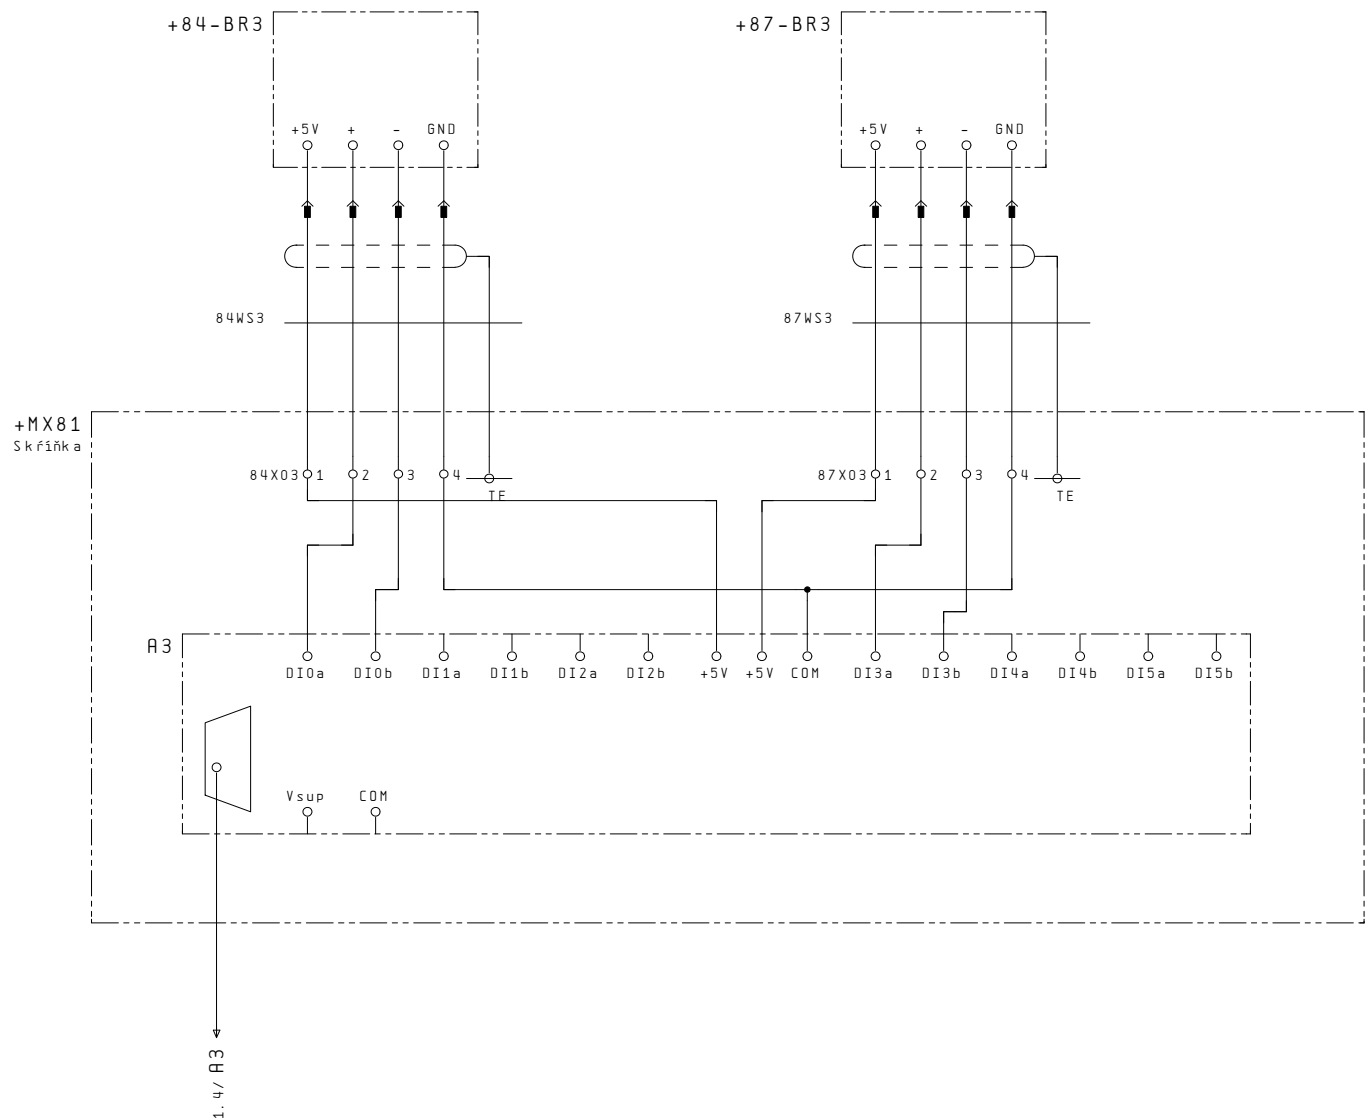 +84-BR3
+87-BR3
+5V + - GND
+5V + - GND
84WS3
87WS3
+MX81
Skříňka
84X03 1 2 3 4
TE
87X03 1 2 3 4
TE
A3
DI0a DI0b DI1a DI1b DI2a DI2b +5V +5V COM DI3a DI3b DI4a DI4b DI5a DI5b
Vsup COM
1.4/ A3